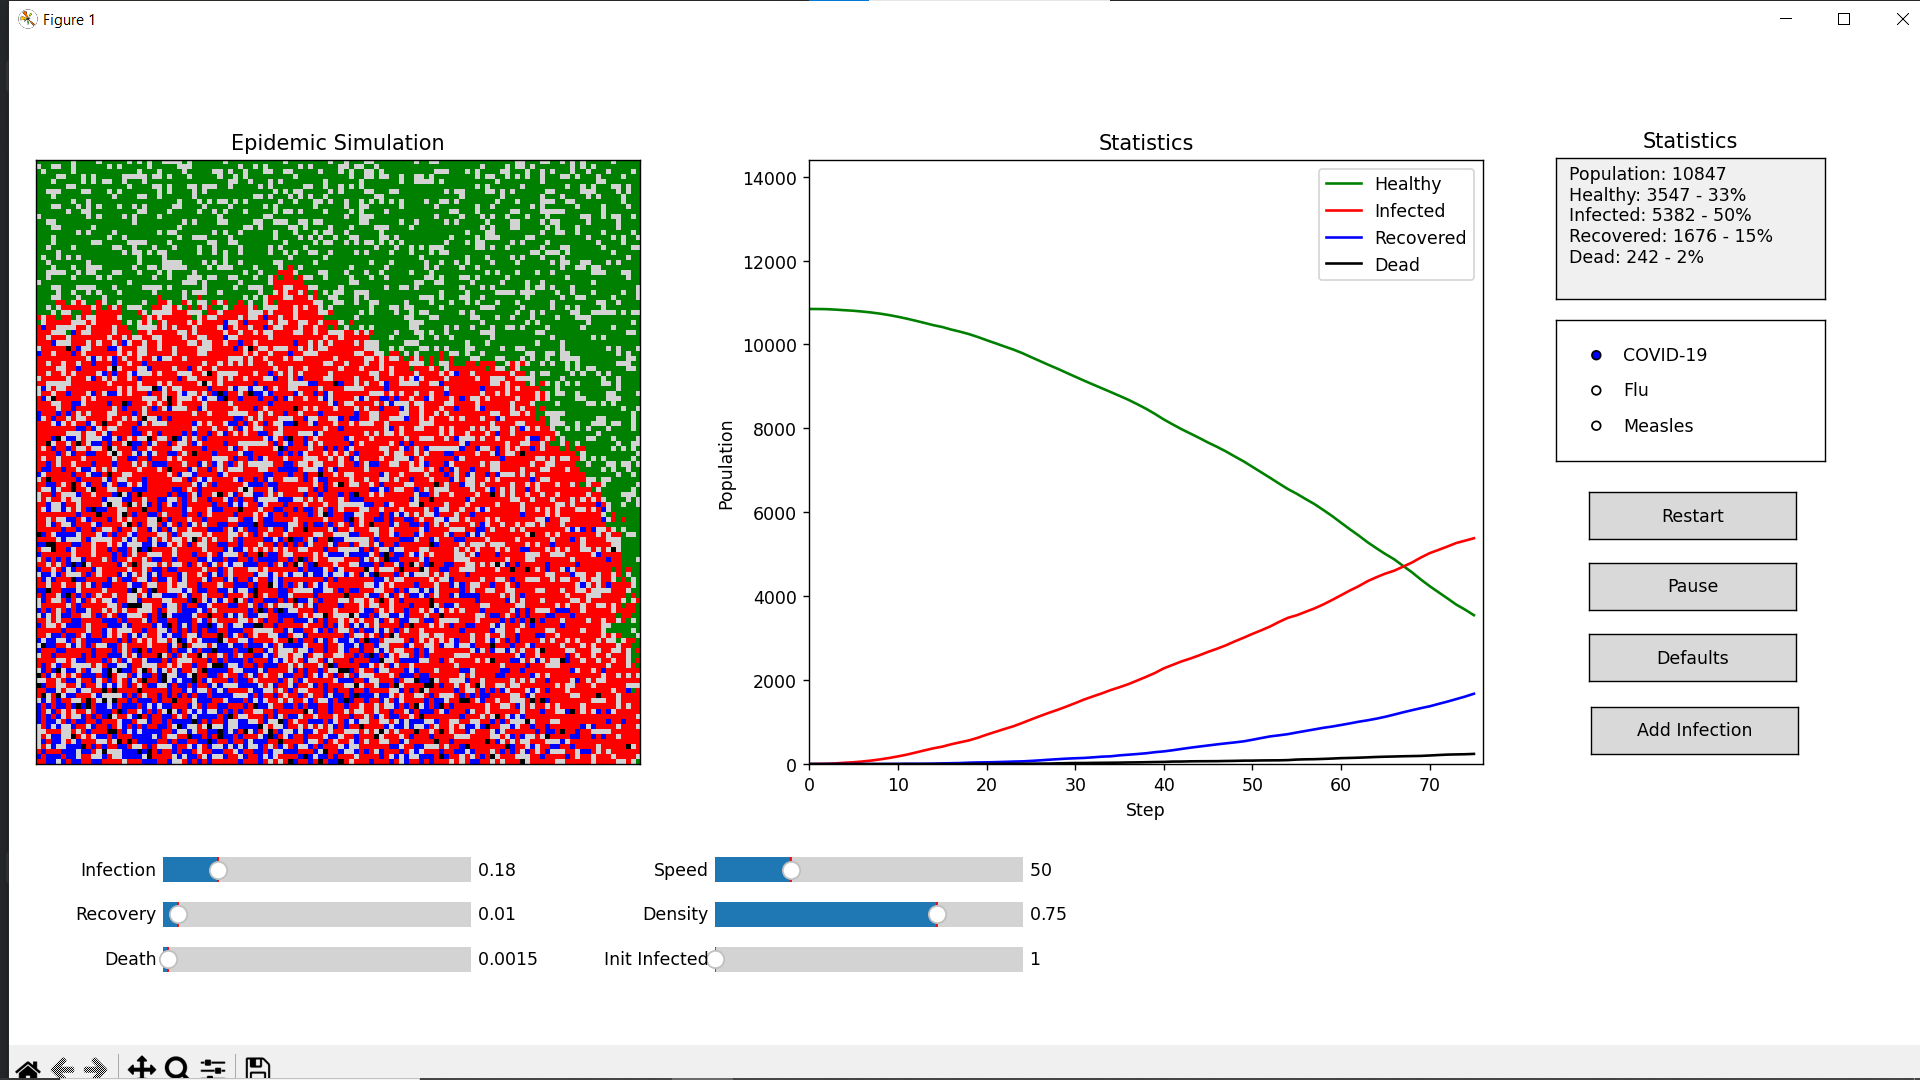 Figure 1
Epidemic Simulation
Statistics
14000
12000
10000
8000
6000
4000
2000
0
Population
0 10 20 30 40 50 60 70
Step
Healthy
Infected
Recovered
Dead
Statistics
Population: 10847
Healthy: 3547 - 33%
Infected: 5382 - 50%
Recovered: 1676 - 15%
Dead: 242 - 2%
COVID-19
Flu
Measles
Restart
Pause
Defaults
Add Infection
Infection 0.18
Recovery 0.01
Death 0.0015
Speed 50
Density 0.75
Init Infected 1